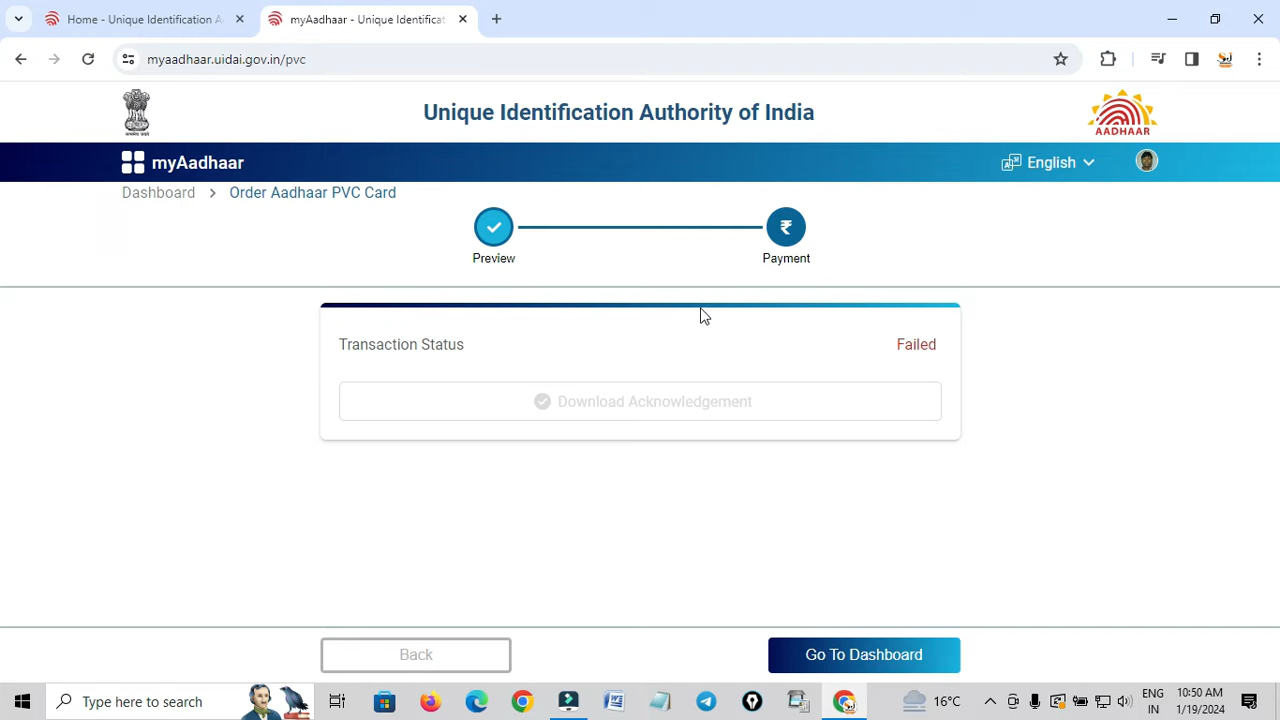 Home - Unique Identification A
myAadhaar - Unique Identificat
myaadhaar.uidai.gov.in/pvc
Unique Identification Authority of India
AADHAAR
myAadhaar
English
Dashboard > Order Aadhaar PVC Card
Preview
₹
Payment
Transaction Status
Failed
Download Acknowledgement
Back
Go To Dashboard
Type here to search
16°C
ENG
IN
10:50 AM
1/19/2024